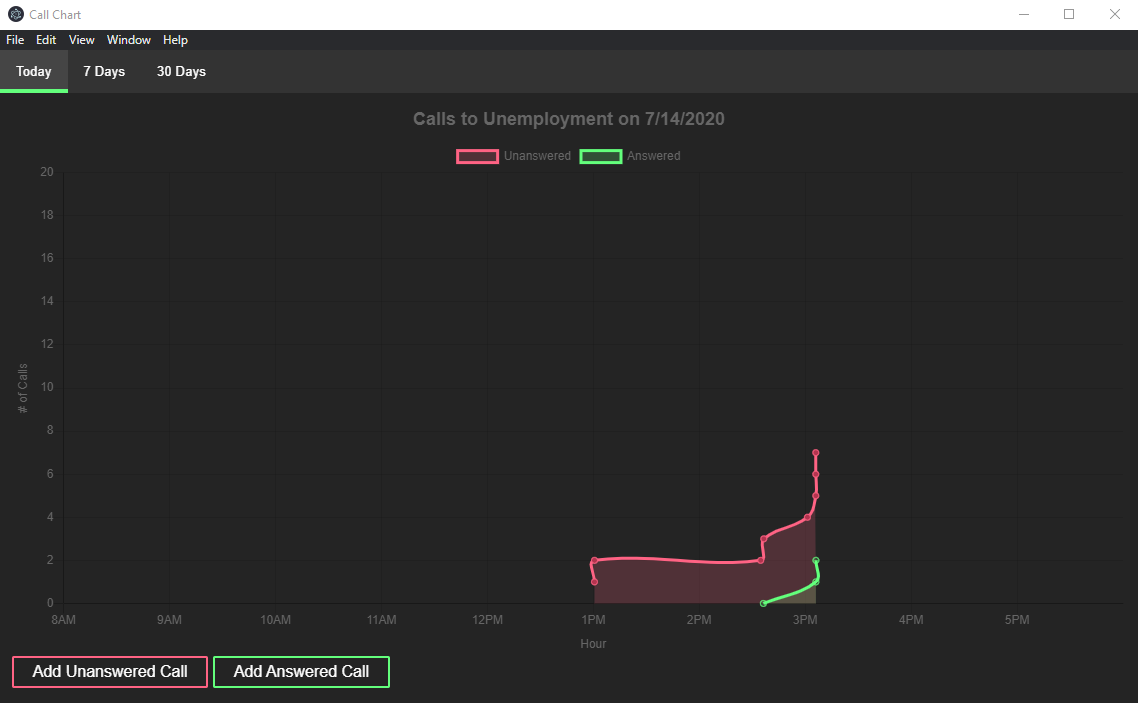 Call Chart
File Edit View Window Help
Today 7 Days 30 Days
Calls to Unemployment on 7/14/2020
Unanswered Answered
20
18
16
14
12
10
8
6
4
2
0
# of Calls
8AM 9AM 10AM 11AM 12PM 1PM 2PM 3PM 4PM 5PM
Hour
Add Unanswered Call Add Answered Call